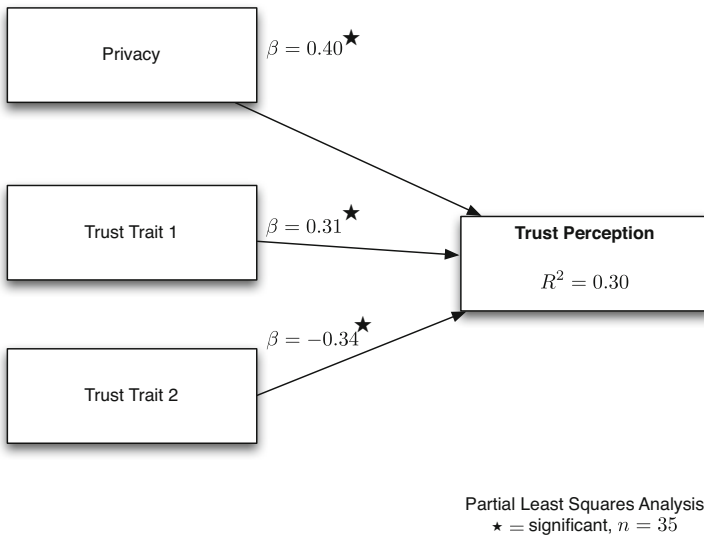 Privacy
β = 0.40★
Trust Trait 1
β = 0.31★
Trust Perception
R² = 0.30
β = −0.34★
Trust Trait 2
Partial Least Squares Analysis
★ = significant, n = 35